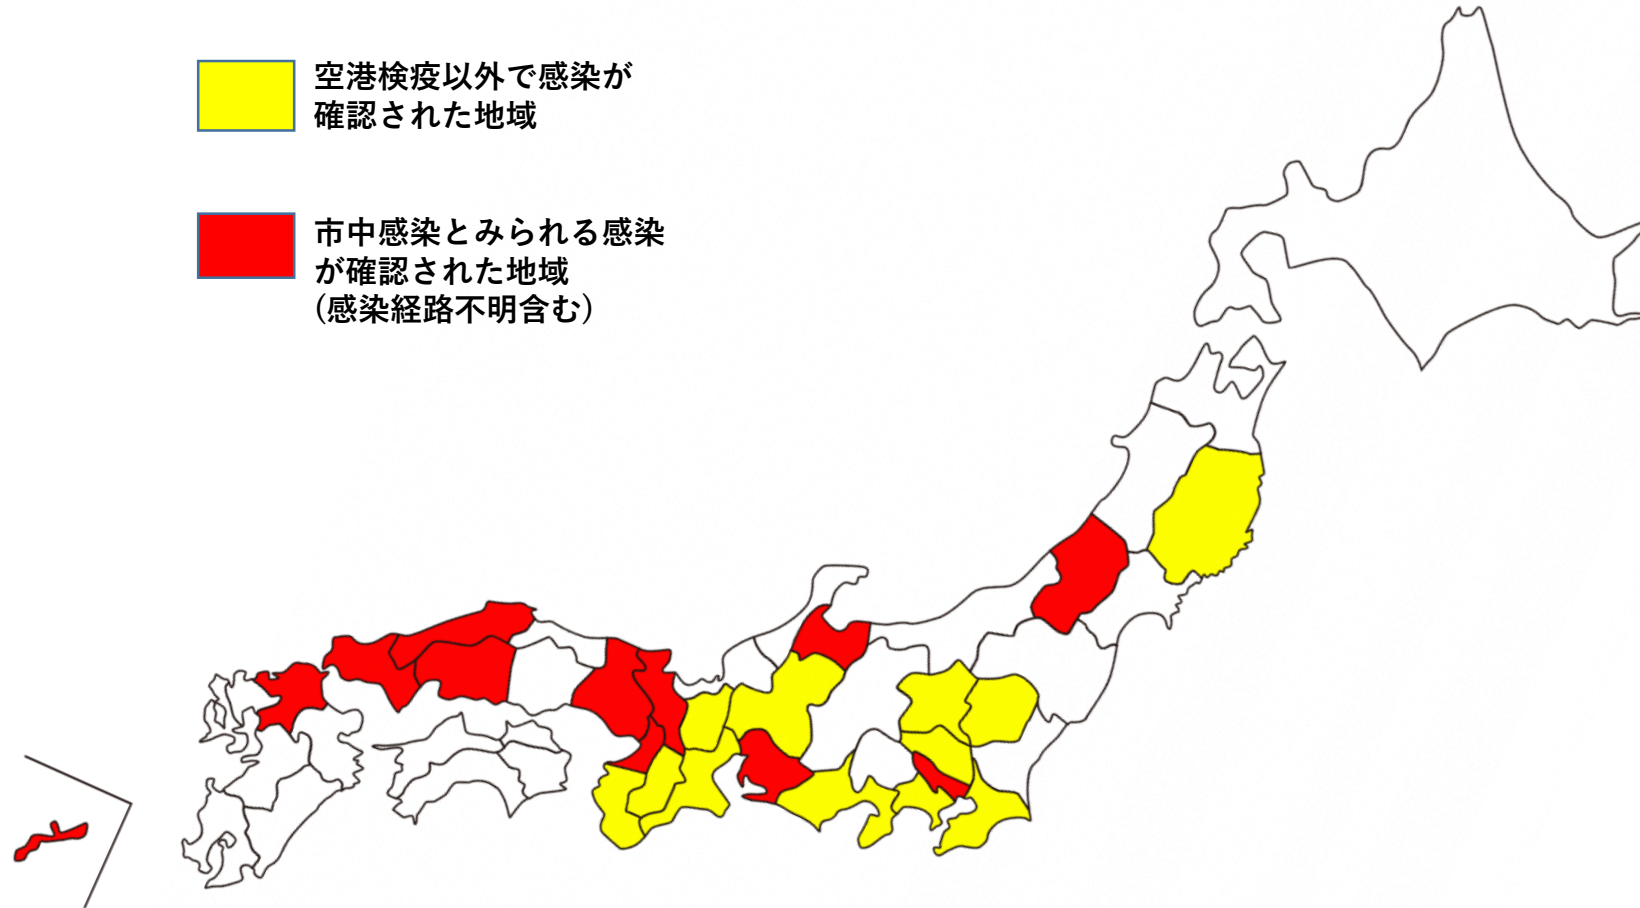 空港検疫以外で感染が
確認された地域
市中感染とみられる感染
が確認された地域
(感染経路不明含む)